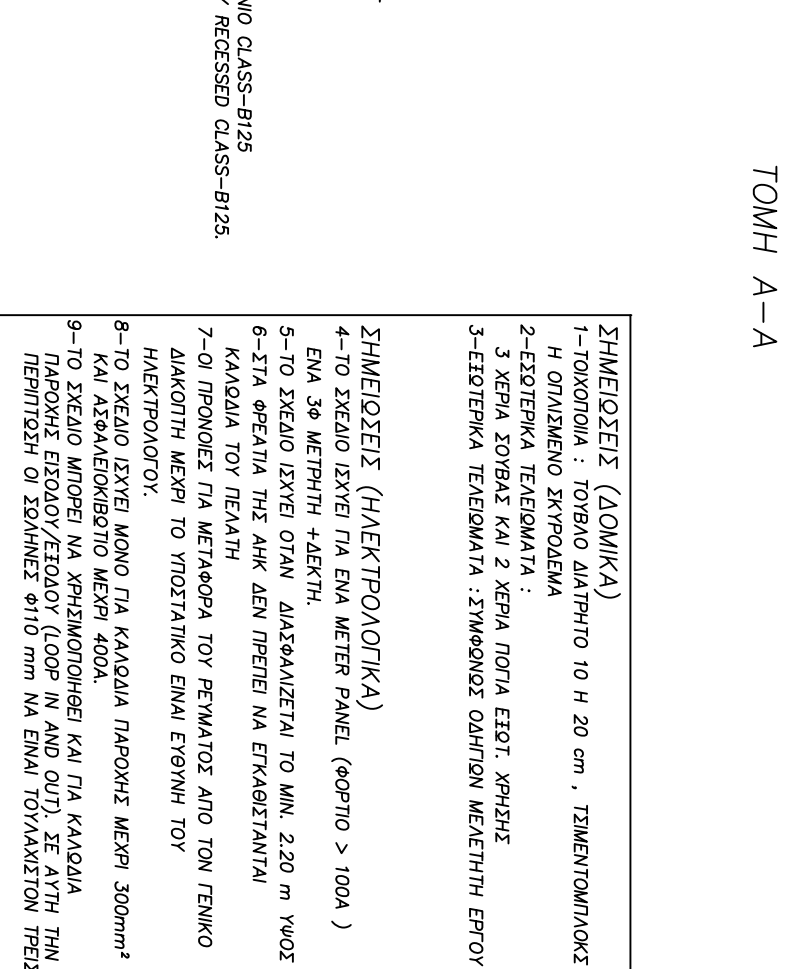 ΤΟΜΗ Α-Α
ΝΙΟ CLASS-B125
RECESSED CLASS-B125.
ΣΗΜΕΙΩΣΕΙΣ (ΔΟΜΙΚΑ)
1-ΤΟΙΧΟΠΟΙΙΑ : ΤΟΥΒΛΟ ΔΙΑΤΡΗΤΟ 10 Η 20 cm , ΤΣΙΜΕΝΤΟΜΠΛΟΚΣ
Η ΟΠΛΙΣΜΕΝΟ ΣΚΥΡΟΔΕΜΑ
2-ΕΣΩΤΕΡΙΚΑ ΤΕΛΕΙΩΜΑΤΑ :
3 ΧΕΡΙΑ ΣΟΥΒΑΣ ΚΑΙ 2 ΧΕΡΙΑ ΠΟΓΙΑ ΕΞΩΤ. ΧΡΗΣΗΣ
3-ΕΞΩΤΕΡΙΚΑ ΤΕΛΕΙΩΜΑΤΑ :ΣΥΜΦΩΝΩΣ ΟΔΗΓΙΩΝ ΜΕΛΕΤΗΤΗ ΕΡΓΟΥ
ΣΗΜΕΙΩΣΕΙΣ (ΗΛΕΚΤΡΟΛΟΓΙΚΑ)
4-ΤΟ ΣΧΕΔΙΟ ΙΣΧΥΕΙ ΓΙΑ ΕΝΑ METER PANEL (ΦΟΡΤΙΟ > 100Α )
ΕΝΑ 3Φ ΜΕΤΡΗΤΗ +ΔΕΚΤΗ.
5-ΤΟ ΣΧΕΔΙΟ ΙΣΧΥΕΙ ΟΤΑΝ ΔΙΑΣΦΑΛΙΖΕΤΑΙ ΤΟ ΜΙΝ. 2.20 m ΥΨΟΣ
6-ΣΤΑ ΦΡΕΑΤΙΑ ΤΗΣ ΑΗΚ ΔΕΝ ΠΡΕΠΕΙ ΝΑ ΕΓΚΑΘΙΣΤΑΝΤΑΙ
ΚΑΛΩΔΙΑ ΤΟΥ ΠΕΛΑΤΗ
7-ΟΙ ΠΡΟΝΟΙΕΣ ΓΙΑ ΜΕΤΑΦΟΡΑ ΤΟΥ ΡΕΥΜΑΤΟΣ ΑΠΟ ΤΟΝ ΓΕΝΙΚΟ
ΔΙΑΚΟΠΤΗ ΜΕΧΡΙ ΤΟ ΥΠΟΣΤΑΤΙΚΟ ΕΙΝΑΙ ΕΥΘΥΝΗ ΤΟΥ
ΗΛΕΚΤΡΟΛΟΓΟΥ.
8-ΤΟ ΣΧΕΔΙΟ ΙΣΧΥΕΙ ΜΟΝΟ ΓΙΑ ΚΑΛΩΔΙΑ ΠΑΡΟΧΗΣ ΜΕΧΡΙ 300mm²
ΚΑΙ ΑΣΦΑΛΕΙΟΚΙΒΩΤΙΟ ΜΕΧΡΙ 400Α.
9-ΤΟ ΣΧΕΔΙΟ ΜΠΟΡΕΙ ΝΑ ΧΡΗΣΙΜΟΠΟΙΗΘΕΙ ΚΑΙ ΓΙΑ ΚΑΛΩΔΙΑ
ΠΑΡΟΧΗΣ ΕΙΣΟΔΟΥ/ΕΞΟΔΟΥ (LOOP IN AND OUT). ΣΕ ΑΥΤΗ ΤΗΝ
ΠΕΡΙΠΤΩΣΗ ΟΙ ΣΩΛΗΝΕΣ Φ110 mm ΝΑ ΕΙΝΑΙ ΤΟΥΛΑΧΙΣΤΟΝ ΤΡΕΙΣ